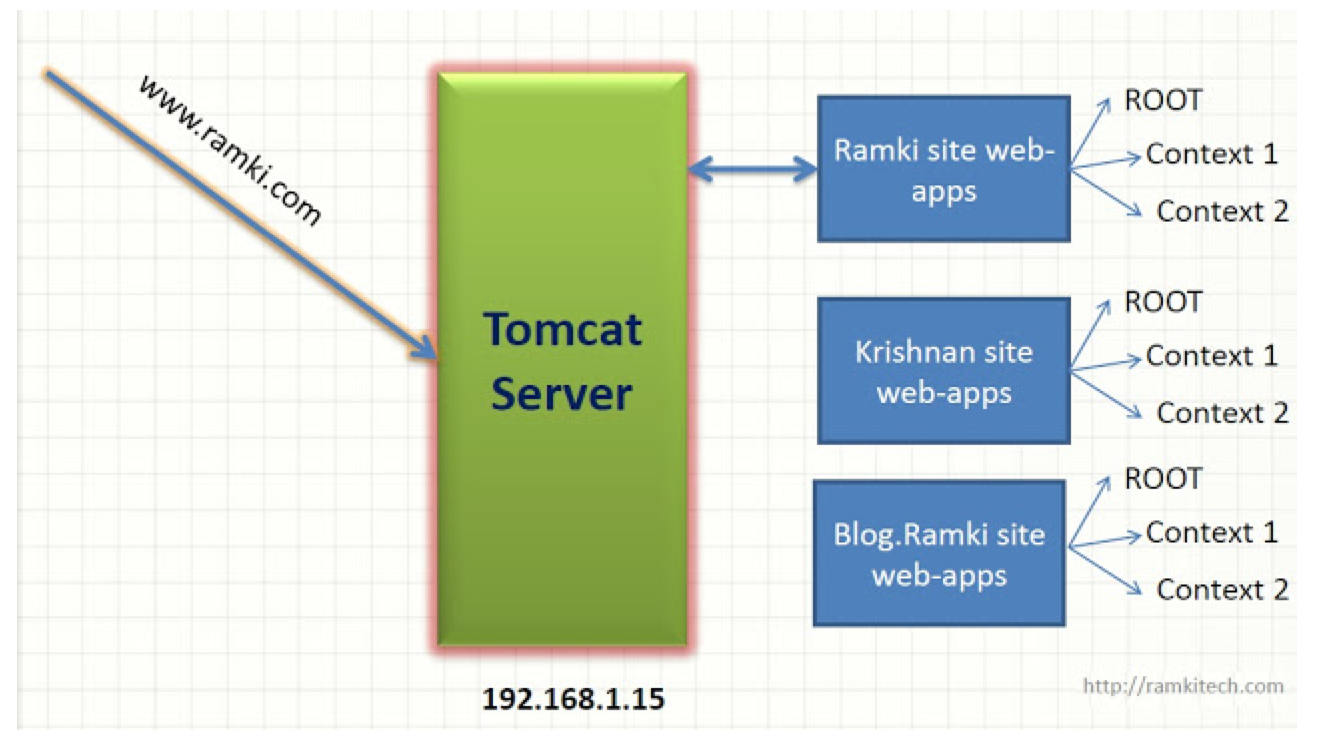 www.ramki.com
Tomcat
Server
192.168.1.15
Ramki site web-
apps
ROOT
Context 1
Context 2
Krishnan site
web-apps
ROOT
Context 1
Context 2
Blog.Ramki site
web-apps
ROOT
Context 1
Context 2
http://ramkitech.com